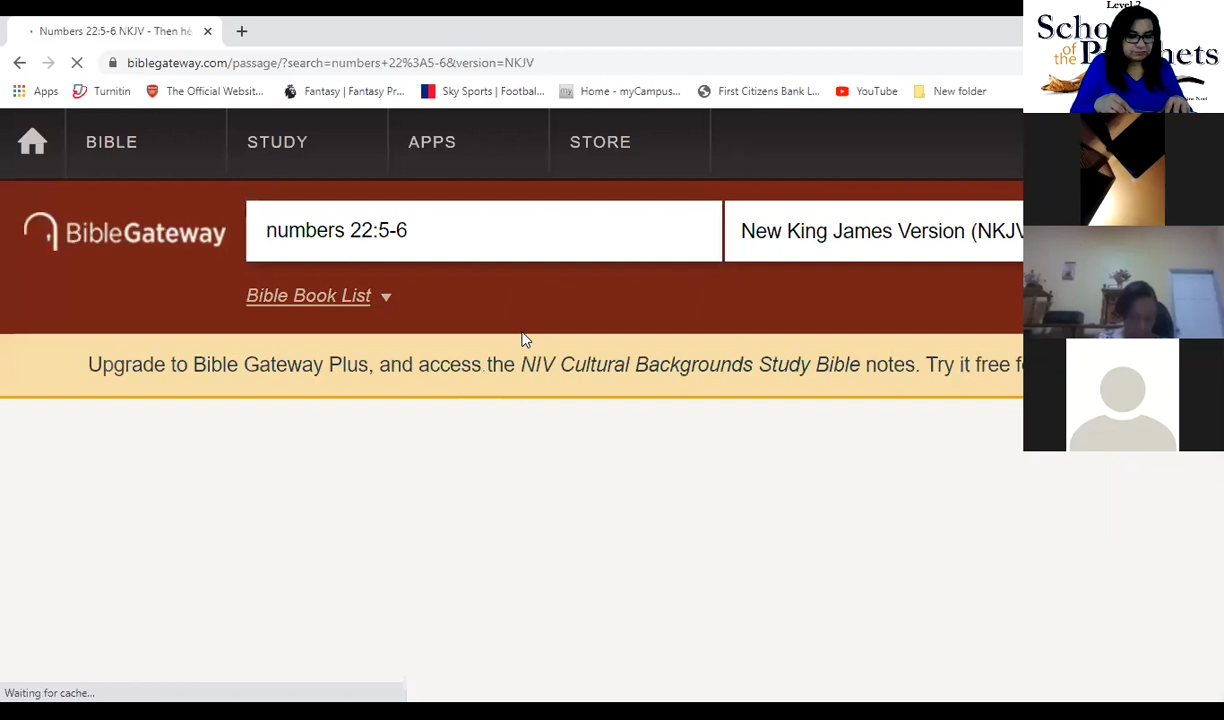 Numbers 22:5-6 NKJV - Then he
biblegateway.com/passage/?search=numbers+22%3A5-6&version=NKJV
Apps Turnitin The Official Websit... Fantasy | Fantasy Pr... Sky Sports | Footbal... Home - myCampus... First Citizens Bank L... YouTube New folder
BIBLE STUDY APPS STORE
BibleGateway
numbers 22:5-6
New King James Version (NKJV
Bible Book List
Upgrade to Bible Gateway Plus, and access the NIV Cultural Backgrounds Study Bible notes. Try it free
Waiting for cache...
Level 2
of the